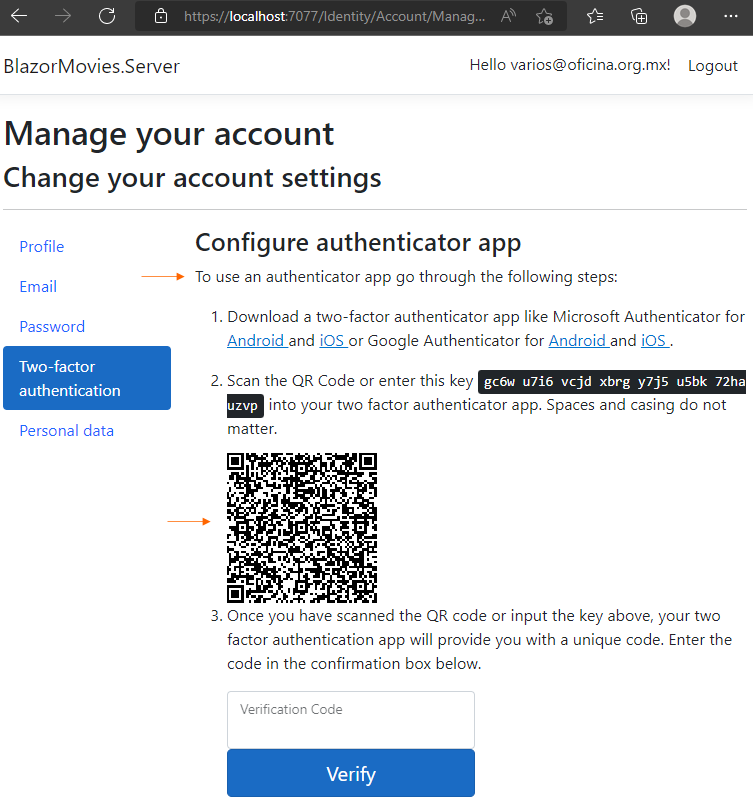 https://localhost:7077/Identity/Account/Manag...
BlazorMovies.Server
Hello varios@oficina.org.mx! Logout
Manage your account
Change your account settings
Profile
Email
Password
Two-factor
authentication
Personal data
Configure authenticator app
To use an authenticator app go through the following steps:
1. Download a two-factor authenticator app like Microsoft Authenticator for
Android and iOS or Google Authenticator for Android and iOS .
2. Scan the QR Code or enter this key gc6w u7i6 vcjd xbrg y7j5 u5bk 72ha
uzvp into your two factor authenticator app. Spaces and casing do not
matter.
3. Once you have scanned the QR code or input the key above, your two
factor authentication app will provide you with a unique code. Enter the
code in the confirmation box below.
Verification Code
Verify